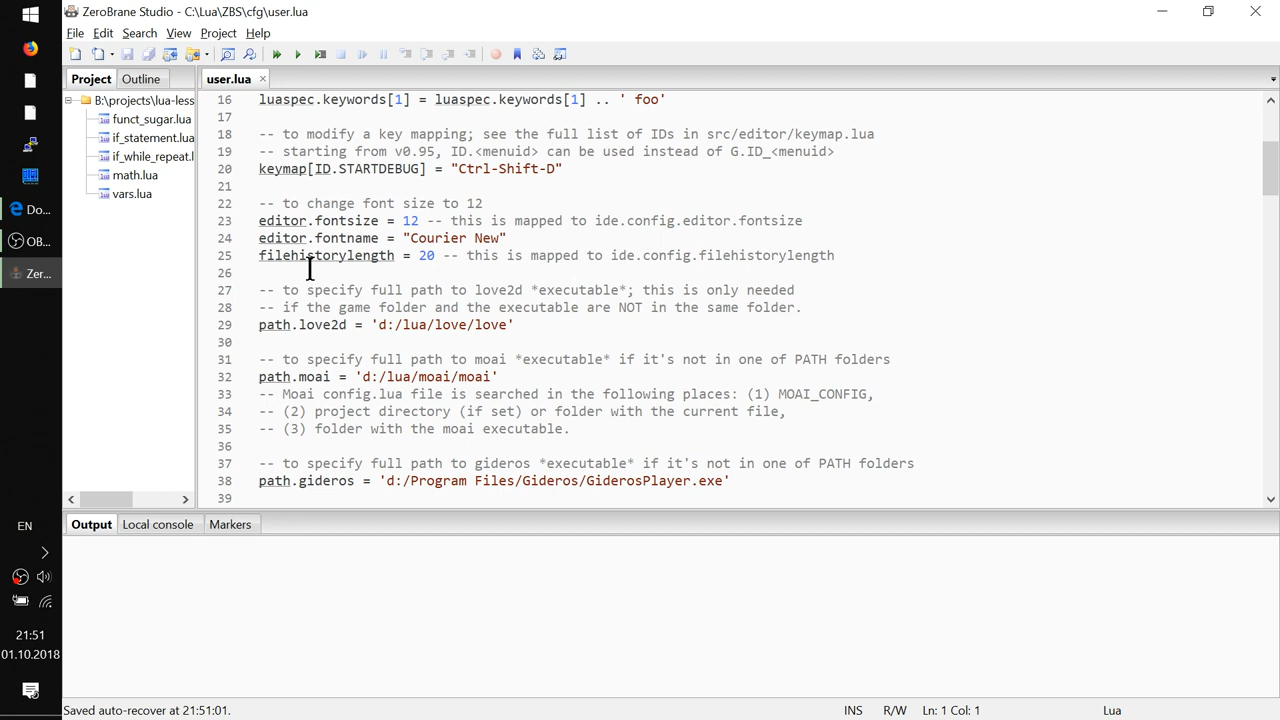 ZeroBrane Studio - C:\Lua\ZBS\cfg\user.lua
File Edit Search View Project Help
Project Outline
user.lua
B:\projects\lua-less
funct_sugar.lua
if_statement.lua
if_while_repeat.l
math.lua
vars.lua
16 luaspec.keywords[1] = luaspec.keywords[1] .. ' foo'
17
18 -- to modify a key mapping; see the full list of IDs in src/editor/keymap.lua
19 -- starting from v0.95, ID.<menuid> can be used instead of G.ID_<menuid>
20 keymap[ID.STARTDEBUG] = "Ctrl-Shift-D"
21
22 -- to change font size to 12
23 editor.fontsize = 12 -- this is mapped to ide.config.editor.fontsize
24 editor.fontname = "Courier New"
25 filehistorylength = 20 -- this is mapped to ide.config.filehistorylength
26
27 -- to specify full path to love2d *executable*; this is only needed
28 -- if the game folder and the executable are NOT in the same folder.
29 path.love2d = 'd:/lua/love/love'
30
31 -- to specify full path to moai *executable* if it's not in one of PATH folders
32 path.moai = 'd:/lua/moai/moai'
33 -- Moai config.lua file is searched in the following places: (1) MOAI_CONFIG,
34 -- (2) project directory (if set) or folder with the current file,
35 -- (3) folder with the moai executable.
36
37 -- to specify full path to gideros *executable* if it's not in one of PATH folders
38 path.gideros = 'd:/Program Files/Gideros/GiderosPlayer.exe'
39
Output Local console Markers
Do...
OB...
Zer...
EN
21:51
01.10.2018
Saved auto-recover at 21:51:01.
INS R/W Ln: 1 Col: 1 Lua